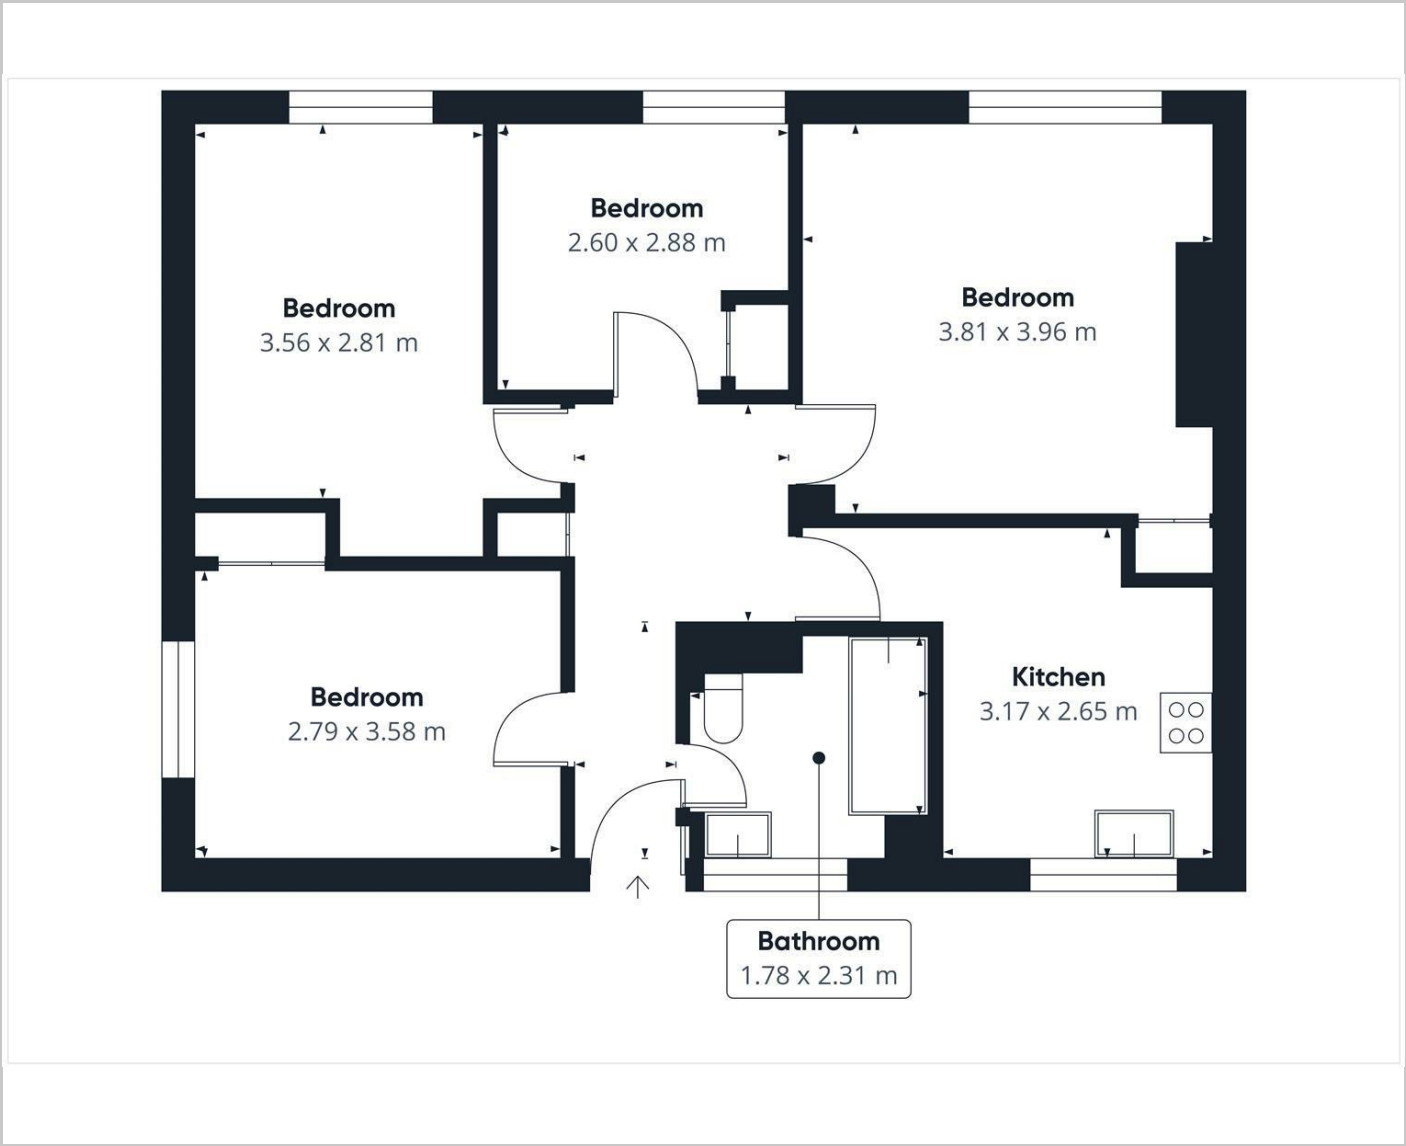 Bedroom
2.60 x 2.88 m
Bedroom
3.56 x 2.81 m
Bedroom
3.81 x 3.96 m
Bedroom
2.79 x 3.58 m
Kitchen
3.17 x 2.65 m
Bathroom
1.78 x 2.31 m